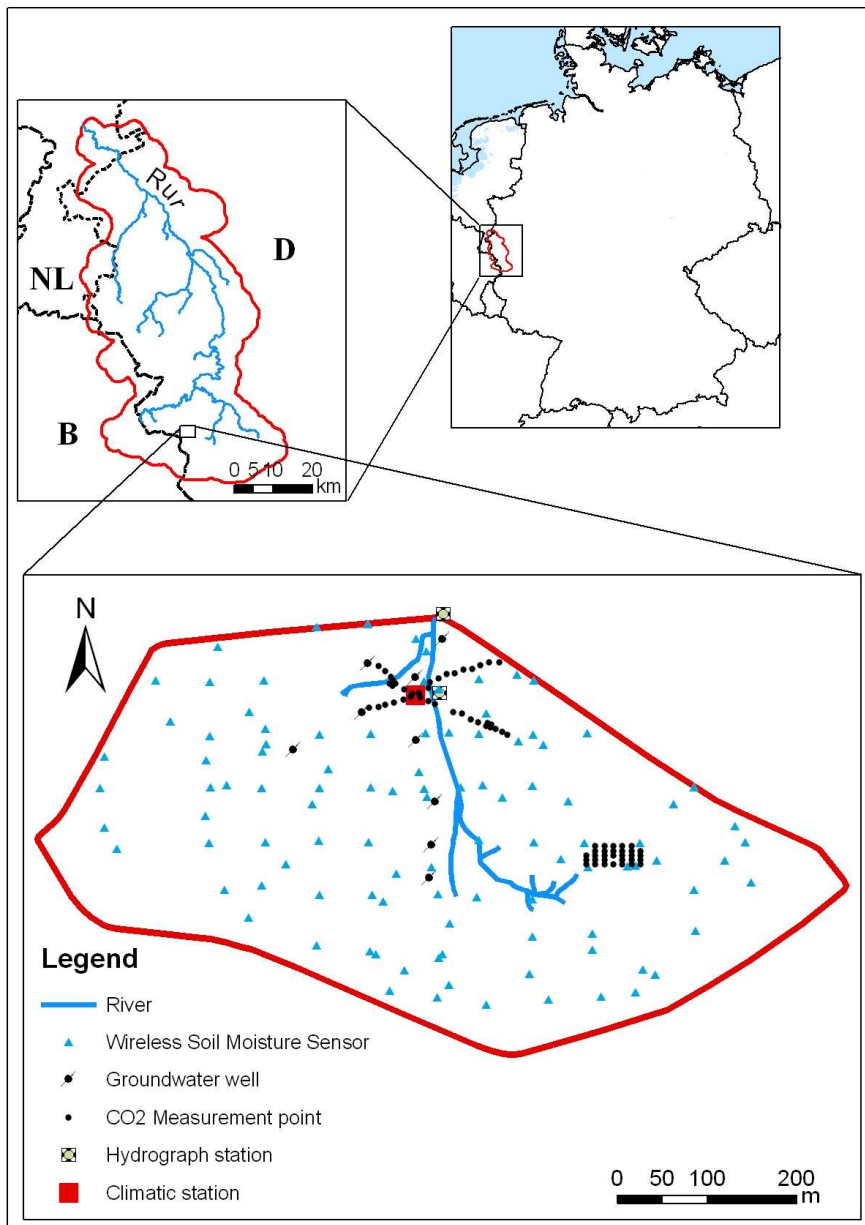 Rur
D
NL
B
0 5 10 20
km
N
Legend
River
Wireless Soil Moisture Sensor
Groundwater well
CO2 Measurement point
Hydrograph station
Climatic station
0 50 100 200
m